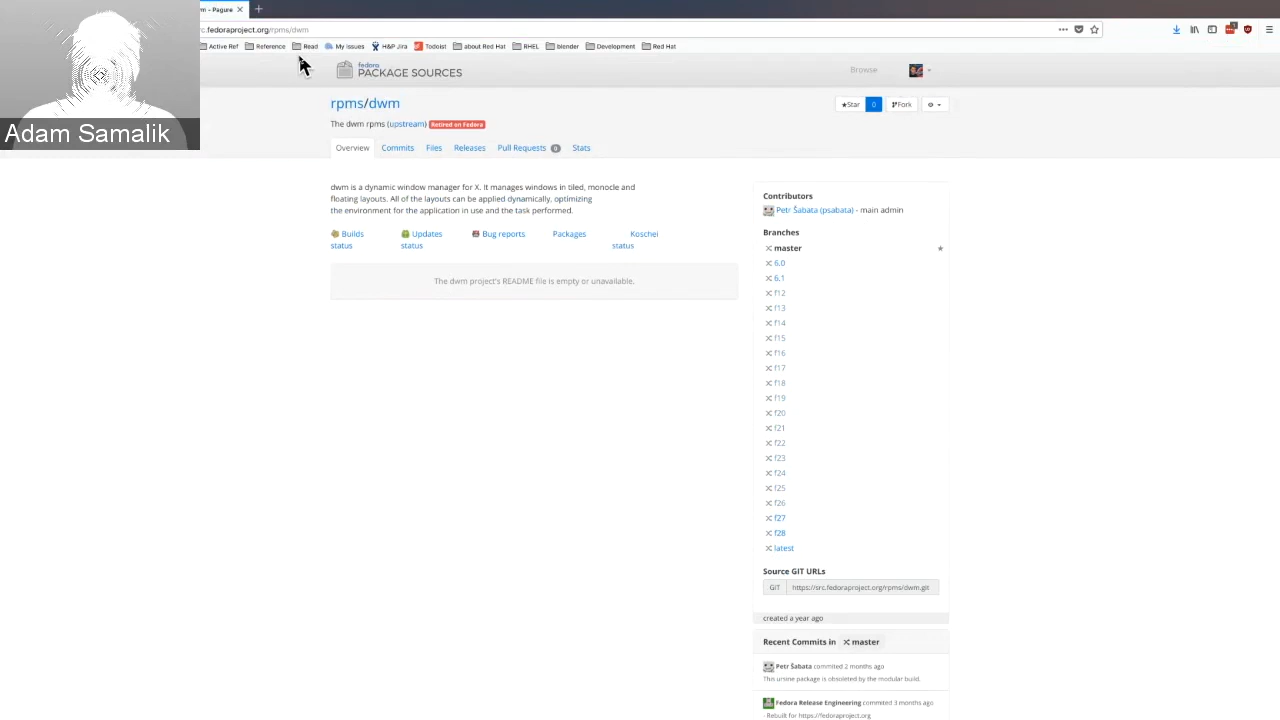 wm - Pagure
rc.fedoraproject.org/rpms/dwm
Active Ref Reference Read My Issues H&P Jira Todoist about Red Hat RHEL blender Development Red Hat
fedora
PACKAGE SOURCES
Browse
rpms/dwm
Star 0 Fork
The dwm rpms (upstream) Retired on Fedora
Overview Commits Files Releases Pull Requests 0 Stats
Adam Samalik
dwm is a dynamic window manager for X. It manages windows in tiled, monocle and
floating layouts. All of the layouts can be applied dynamically, optimizing
the environment for the application in use and the task performed.
Builds status
Updates status
Bug reports
Packages
Koschei status
The dwm project's README file is empty or unavailable.
Contributors
Petr Šabata (psabata) - main admin
Branches
master
6.0
6.1
f12
f13
f14
f15
f16
f17
f18
f19
f20
f21
f22
f23
f24
f25
f26
f27
f28
latest
Source GIT URLs
GIT https://src.fedoraproject.org/rpms/dwm.git
created a year ago
Recent Commits in master
Petr Šabata commited 2 months ago
This ursine package is obsoleted by the modular build.
Fedora Release Engineering commited 3 months ago
- Rebuilt for https://fedoraproject.org